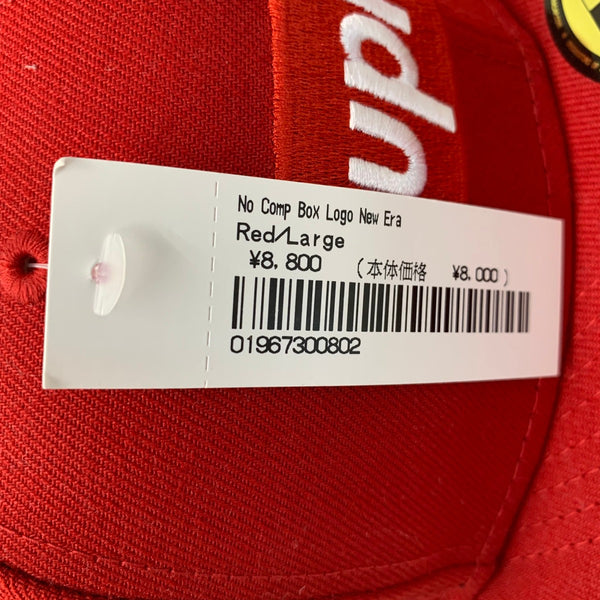 No Comp Box Logo New Era
Red/Large
¥8,800 (本体価格 ¥8,000)
01967300802